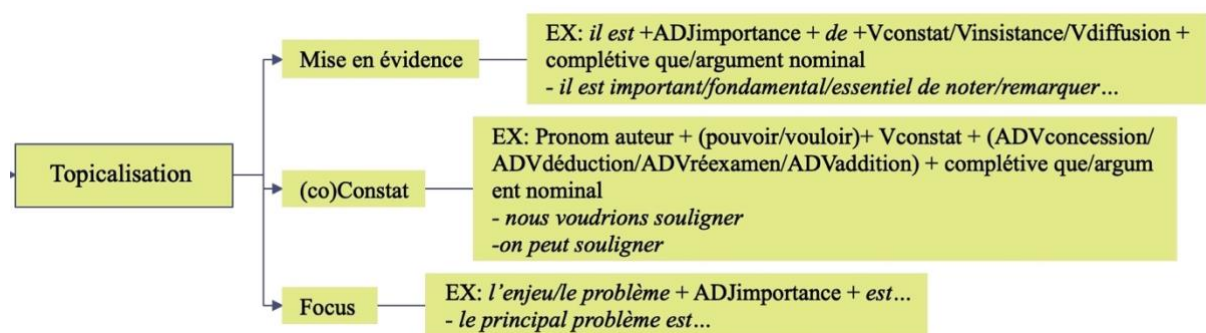 Topicalisation
Mise en évidence
EX: il est +ADJimportance + de +Vconstat/Vinsistance/Vdiffusion +
complétive que/argument nominal
- il est important/fondamental/essentiel de noter/remarquer…
(co)Constat
EX: Pronom auteur + (pouvoir/vouloir)+ Vconstat + (ADVconcession/
ADVdéduction/ADVréexamen/ADVaddition) + complétive que/argum
ent nominal
- nous voudrions souligner
-on peut souligner
Focus
EX: l’enjeu/le problème + ADJimportance + est…
- le principal problème est…